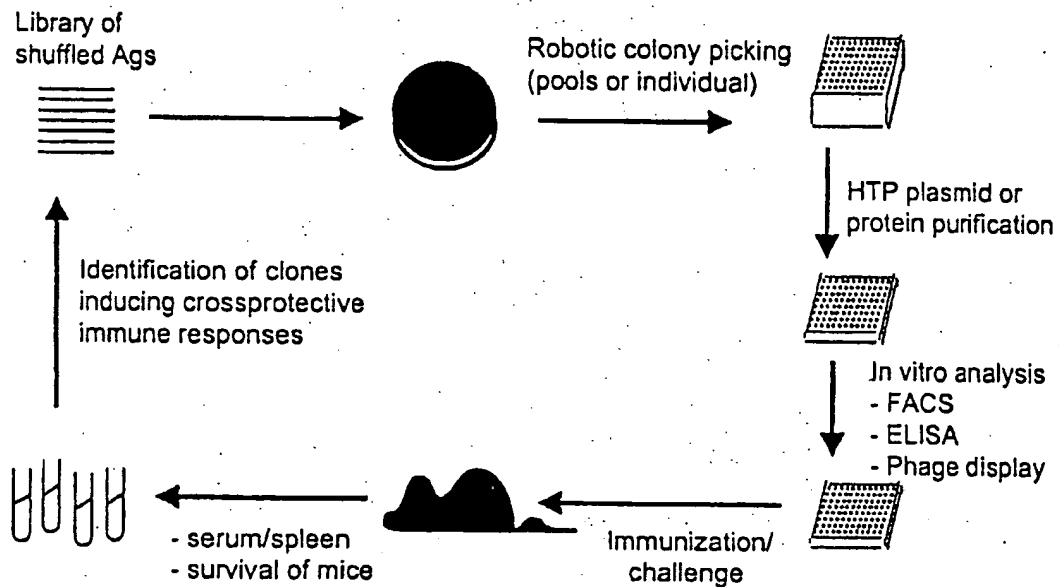 Library of
shuffled Ags
Robotic colony picking
(pools or individual)
HTP plasmid or
protein purification
In vitro analysis
- FACS
- ELISA
- Phage display
Immunization/
challenge
- serum/spleen
- survival of mice
Identification of clones
inducing crossprotective
immune responses